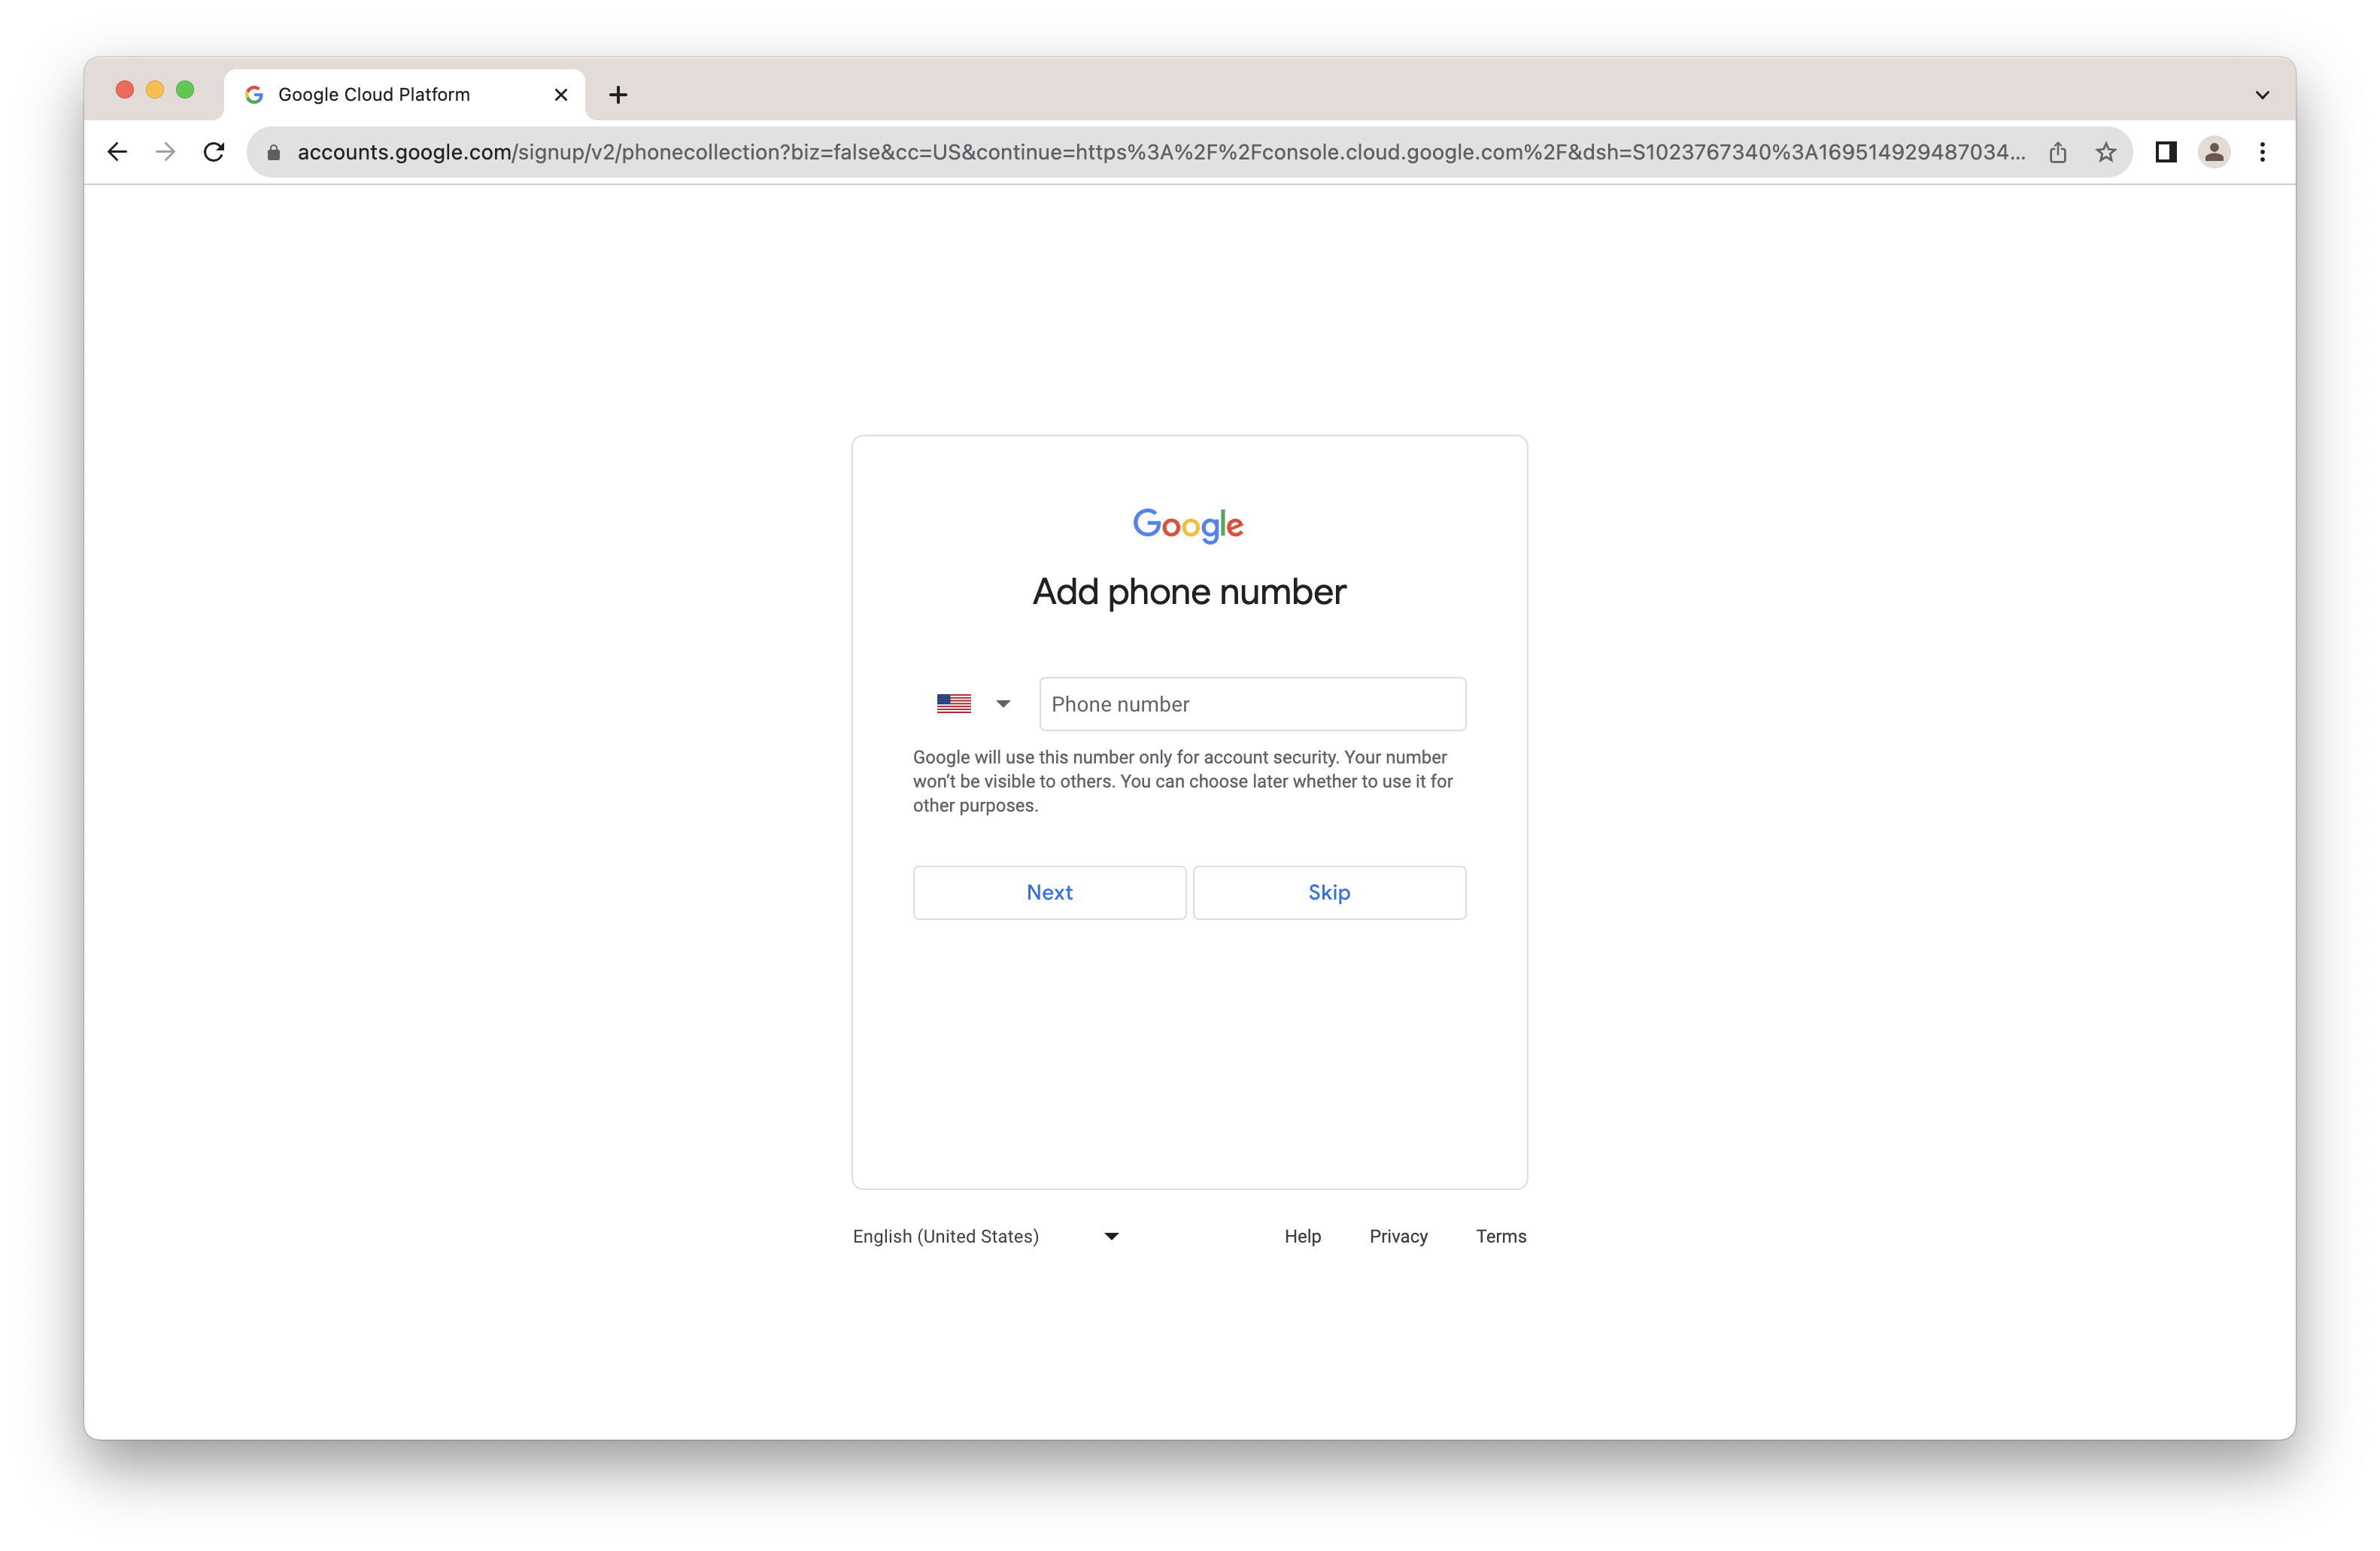 Google Cloud Platform
accounts.google.com/signup/v2/phonecollection?biz=false&cc=US&continue=https%3A%2F%2Fconsole.cloud.google.com%2F&dsh=S1023767340%3A169514929487034...
Google
Add phone number
Phone number
Google will use this number only for account security. Your number
won’t be visible to others. You can choose later whether to use it for
other purposes.
Next Skip
English (United States) Help Privacy Terms